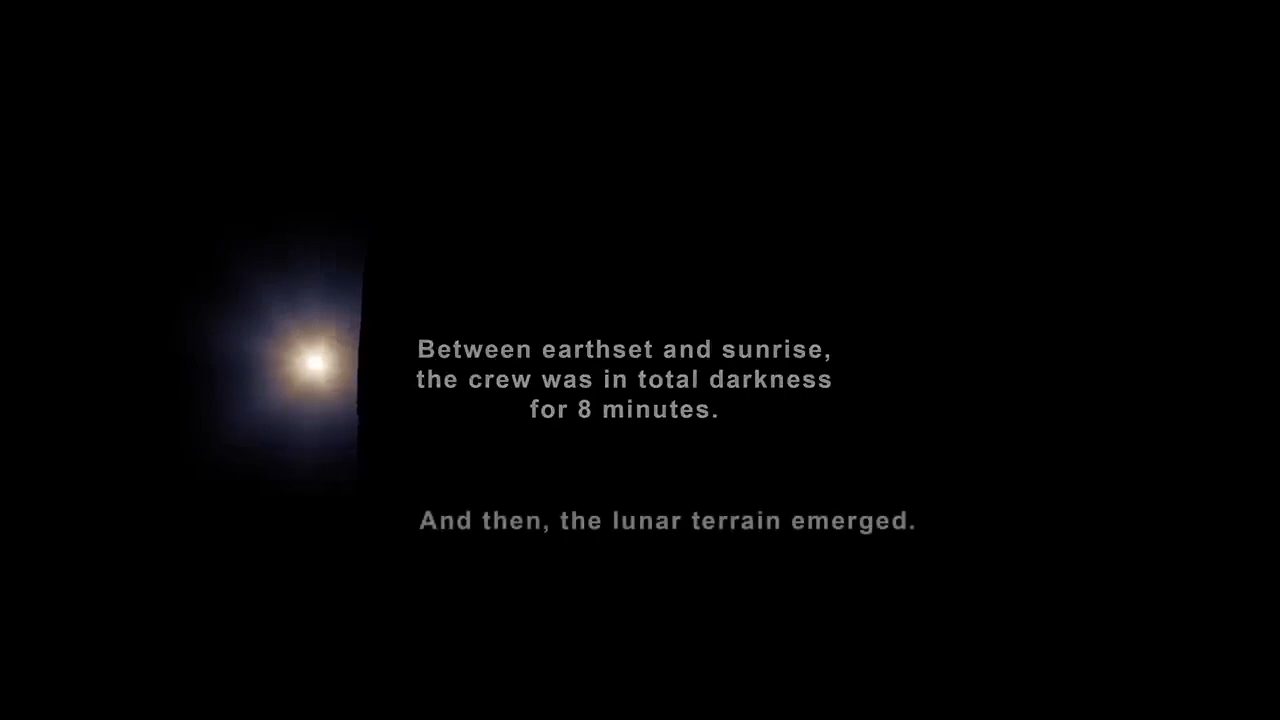 Between earthset and sunrise,
the crew was in total darkness
for 8 minutes.
And then, the lunar terrain emerged.